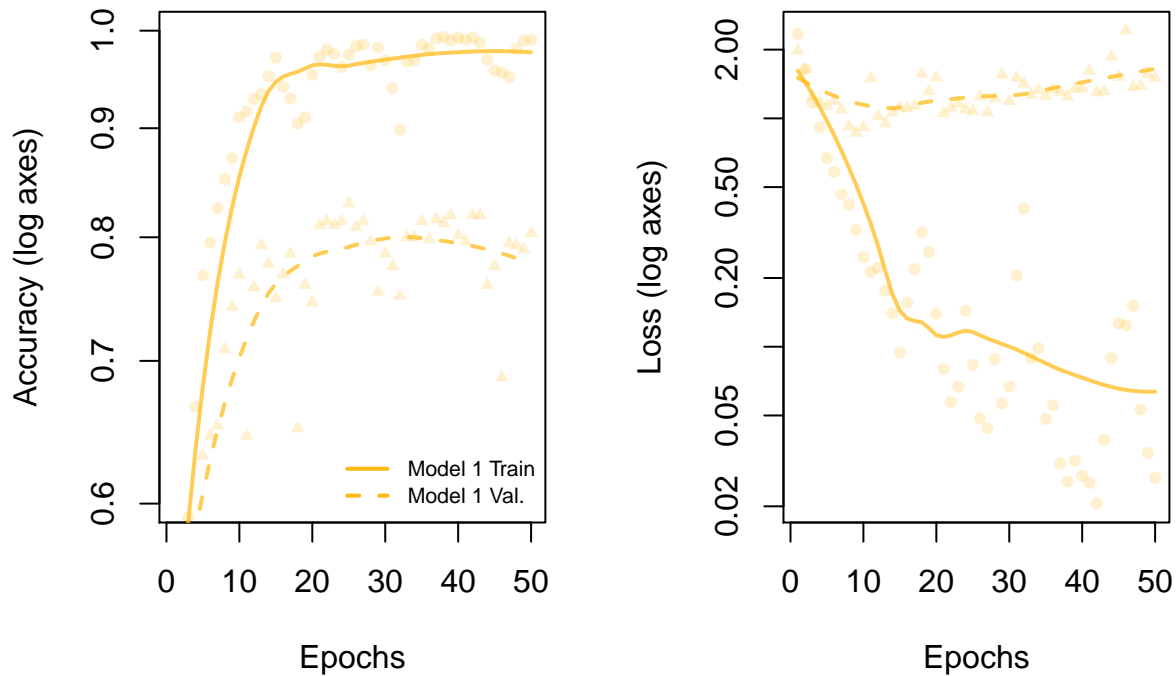 Accuracy (log axes)
1.0
0.9
0.8
0.7
0.6
Model 1 Train
Model 1 Val.
0 10 20 30 40 50
Epochs
Loss (log axes)
2.00
0.50
0.20
0.05
0.02
0 10 20 30 40 50
Epochs